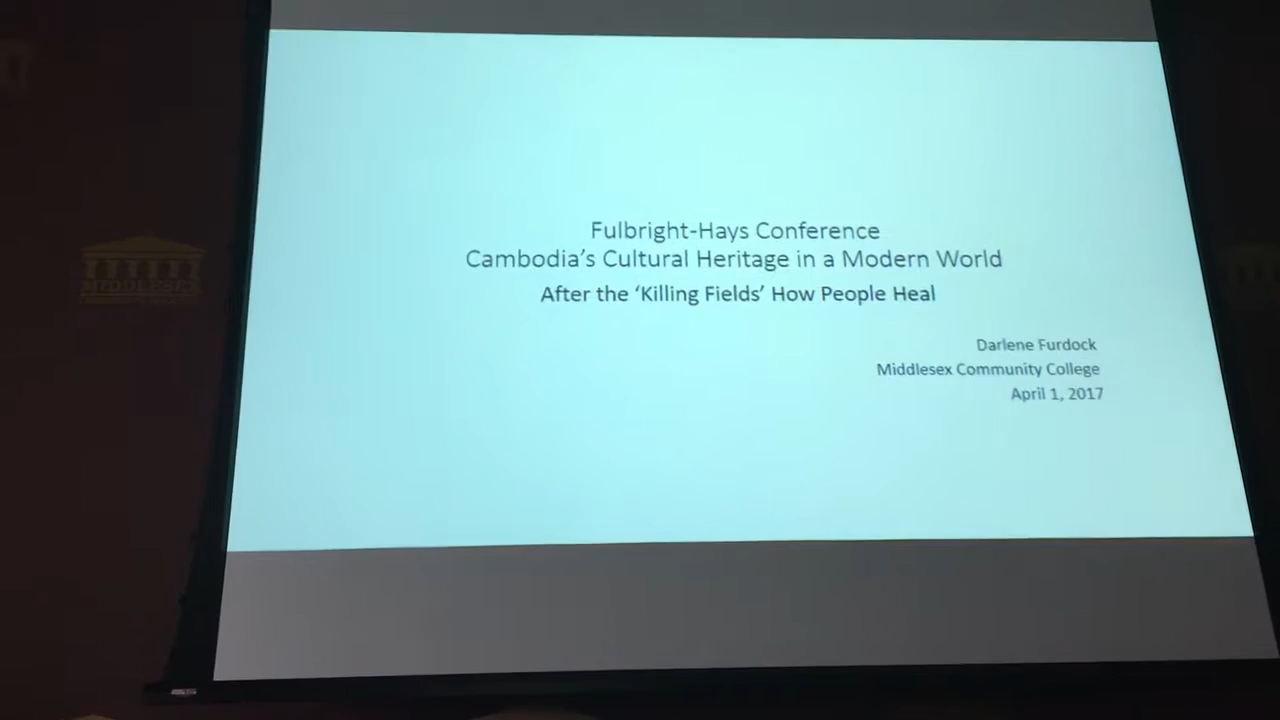 Fulbright-Hays Conference
Cambodia's Cultural Heritage in a Modern World
After the ‘Killing Fields’ How People Heal
Darlene Furdock
Middlesex Community College
April 1, 2017
MIDDLESEX